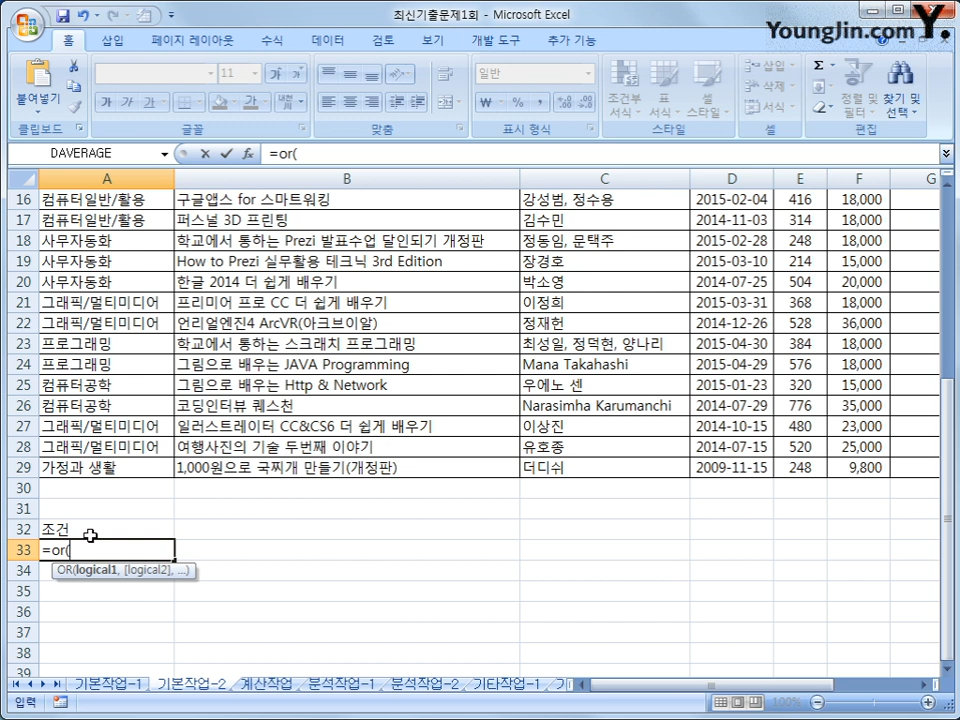 최신기출문제1회 - Microsoft Excel
YoungJin.com Y.
홈 삽입 페이지 레이아웃 수식 데이터 검토 보기 개발 도구 추가 기능
붙여넣기
클립보드
11
가 가 가
글꼴
맞춤
일반
% ,
표시 형식
조건부 서식 표 서식 셀 스타일
스타일
삽입
삭제
서식
셀
Σ
정렬 및 필터 찾기 및 선택
편집
DAVERAGE fx =or(
A B C D E F G
16 컴퓨터일반/활용 구글앱스 for 스마트워킹 강성범, 정수용 2015-02-04 416 18,000
17 컴퓨터일반/활용 퍼스널 3D 프린팅 김수민 2014-11-03 314 18,000
18 사무자동화 학교에서 통하는 Prezi 발표수업 달인되기 개정판 정동임, 문택주 2015-02-28 248 18,000
19 사무자동화 How to Prezi 실무활용 테크닉 3rd Edition 장경호 2015-03-10 214 15,000
20 사무자동화 한글 2014 더 쉽게 배우기 박소영 2014-07-25 504 20,000
21 그래픽/멀티미디어 프리미어 프로 CC 더 쉽게 배우기 이정희 2015-03-31 368 18,000
22 그래픽/멀티미디어 언리얼엔진4 ArcVR(아크브이알) 정재헌 2014-12-26 528 36,000
23 프로그래밍 학교에서 통하는 스크래치 프로그래밍 최성일, 정덕현, 양나리 2015-04-30 384 18,000
24 프로그래밍 그림으로 배우는 JAVA Programming Mana Takahashi 2015-04-29 576 18,000
25 컴퓨터공학 그림으로 배우는 Http & Network 우에노 센 2015-01-23 320 15,000
26 컴퓨터공학 코딩인터뷰 퀘스천 Narasimha Karumanchi 2014-07-29 776 35,000
27 그래픽/멀티미디어 일러스트레이터 CC&CS6 더 쉽게 배우기 이상진 2014-10-15 480 23,000
28 그래픽/멀티미디어 여행사진의 기술 두번째 이야기 유호종 2014-07-15 520 25,000
29 가정과 생활 1,000원으로 국찌개 만들기(개정판) 더디쉬 2009-11-15 248 9,800
30
31
32 조건
33 =or(
34 OR(logical1, [logical2], ...)
35
36
37
38
39
기본작업-1 기본작업-2 계산작업 분석작업-1 분석작업-2 기타작업-1 기
입력 100%